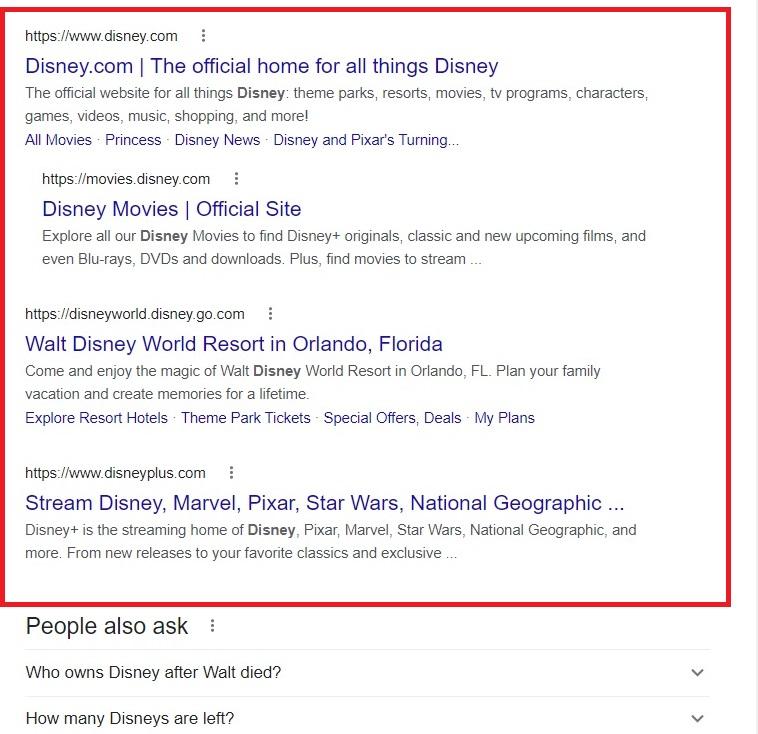 https://www.disney.com
Disney.com | The official home for all things Disney
The official website for all things Disney: theme parks, resorts, movies, tv programs, characters,
games, videos, music, shopping, and more!
All Movies · Princess · Disney News · Disney and Pixar's Turning...
https://movies.disney.com
Disney Movies | Official Site
Explore all our Disney Movies to find Disney+ originals, classic and new upcoming films, and
even Blu-rays, DVDs and downloads. Plus, find movies to stream ...
https://disneyworld.disney.go.com
Walt Disney World Resort in Orlando, Florida
Come and enjoy the magic of Walt Disney World Resort in Orlando, FL. Plan your family
vacation and create memories for a lifetime.
Explore Resort Hotels · Theme Park Tickets · Special Offers, Deals · My Plans
https://www.disneyplus.com
Stream Disney, Marvel, Pixar, Star Wars, National Geographic ...
Disney+ is the streaming home of Disney, Pixar, Marvel, Star Wars, National Geographic, and
more. From new releases to your favorite classics and exclusive ...
People also ask
Who owns Disney after Walt died?
How many Disneys are left?